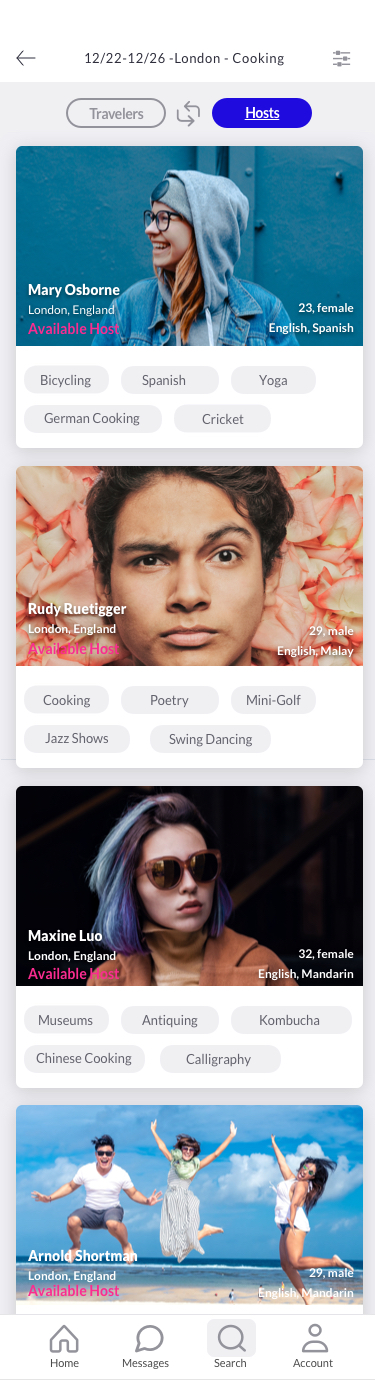 12/22-12/26 -London - Cooking
Travelers
Hosts
Mary Osborne
London, England
Available Host
23, female
English, Spanish
Bicycling
Spanish
Yoga
German Cooking
Cricket
Rudy Ruetigger
London, England
Available Host
29, male
English, Malay
Cooking
Poetry
Mini-Golf
Jazz Shows
Swing Dancing
Maxine Luo
London, England
Available Host
32, female
English, Mandarin
Museums
Antiquing
Kombucha
Chinese Cooking
Calligraphy
Arnold Shortman
London, England
Available Host
29, male
English, Mandarin
Home
Messages
Search
Account